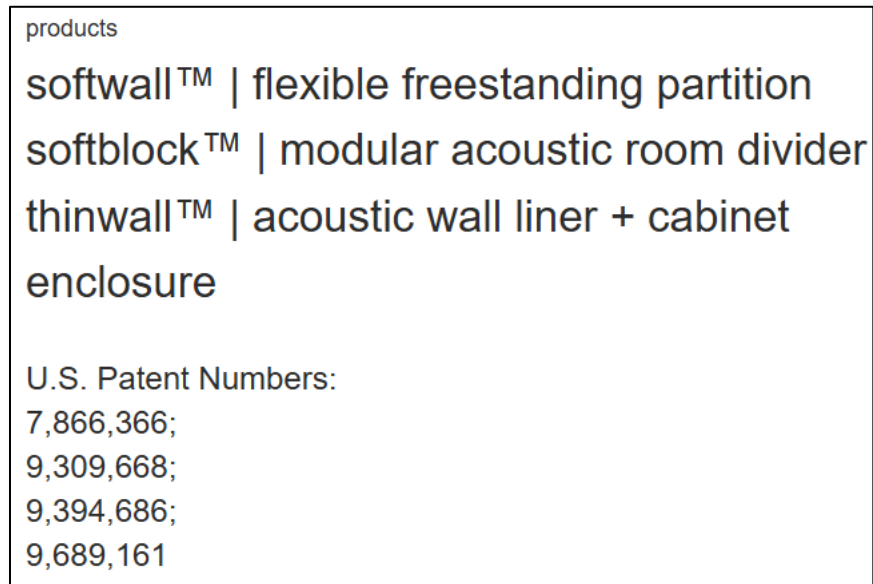 products
softwall™ | flexible freestanding partition
softblock™ | modular acoustic room divider
thinwall™ | acoustic wall liner + cabinet
enclosure
U.S. Patent Numbers:
7,866,366;
9,309,668;
9,394,686;
9,689,161